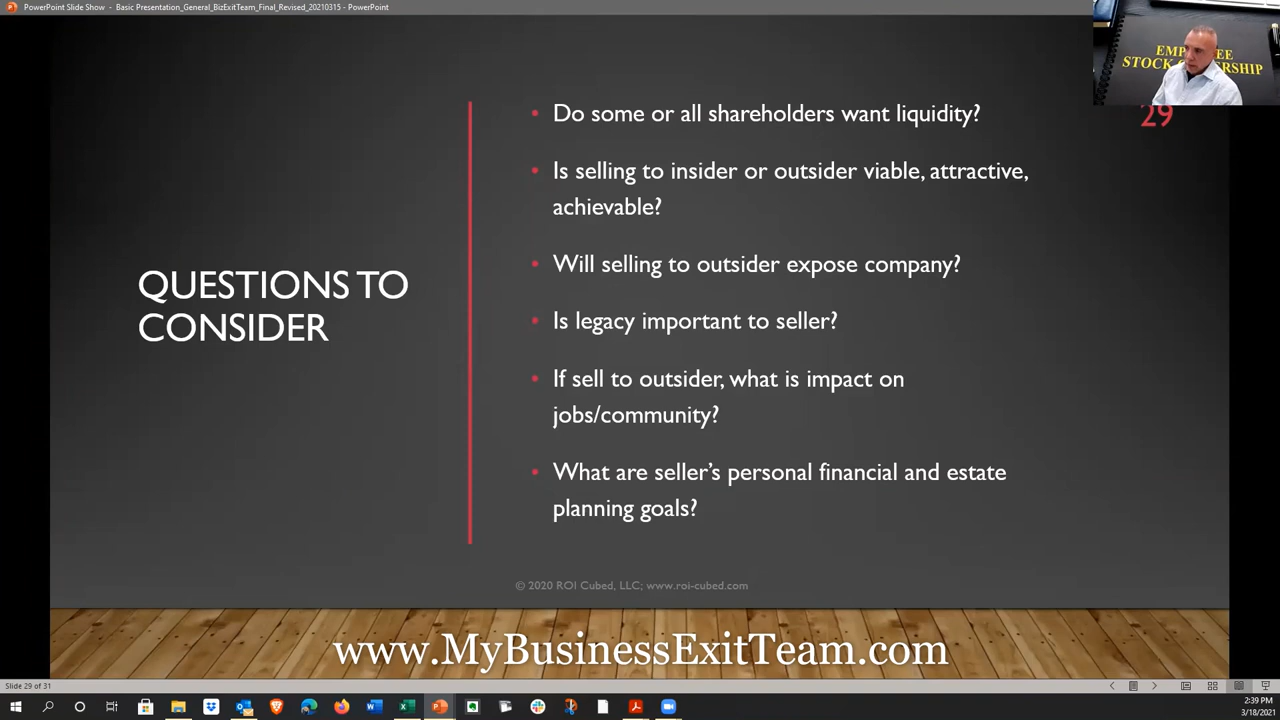 PowerPoint Slide Show - Basic Presentation_General_BizExitTeam_Final_Revised_20210315 - PowerPoint
STOCK
29
• Do some or all shareholders want liquidity?
• Is selling to insider or outsider viable, attractive,
achievable?
• Will selling to outsider expose company?
QUESTIONS TO
CONSIDER
• Is legacy important to seller?
• If sell to outsider, what is impact on
jobs/community?
• What are seller’s personal financial and estate
planning goals?
© 2020 ROI Cubed, LLC; www.roi-cubed.com
www.MyBusinessExitTeam.com
Slide 29 of 31
2:39 PM
3/18/2021